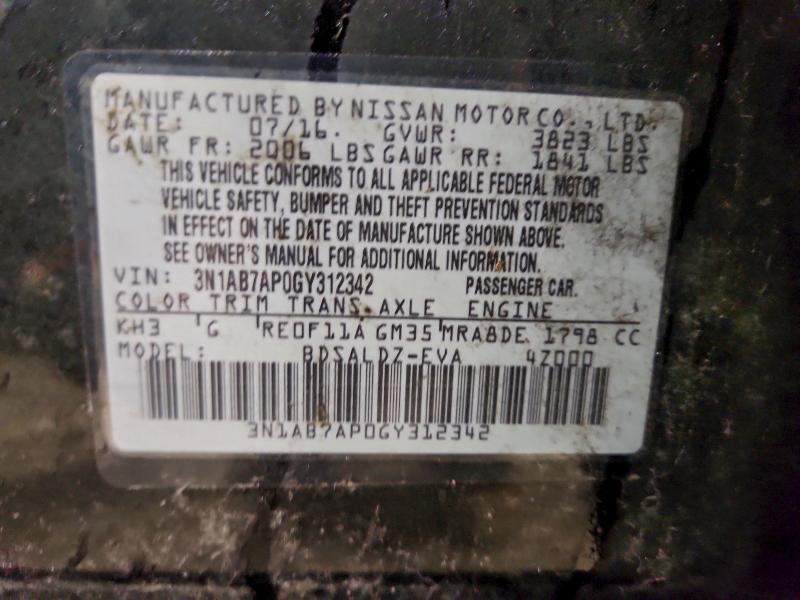 MANUFACTURED BY NISSAN MOTOR CO., LTD.
DATE: 07/16. GVWR: 3823 LBS
GAWR FR: 2006 LBS GAWR RR: 1841 LBS
THIS VEHICLE CONFORMS TO ALL APPLICABLE FEDERAL MOTOR
VEHICLE SAFETY, BUMPER AND THEFT PREVENTION STANDARDS
IN EFFECT ON THE DATE OF MANUFACTURE SHOWN ABOVE.
SEE OWNER'S MANUAL FOR ADDITIONAL INFORMATION.
VIN: 3N1AB7AP0GY312342 PASSENGER CAR.
COLOR TRIM TRANS. AXLE ENGINE
KH3 G RE0F11A GM35 MRA8DE 1798 CC
MODEL: BDSALDZ-EVA 4Z000
3N1AB7AP0GY312342